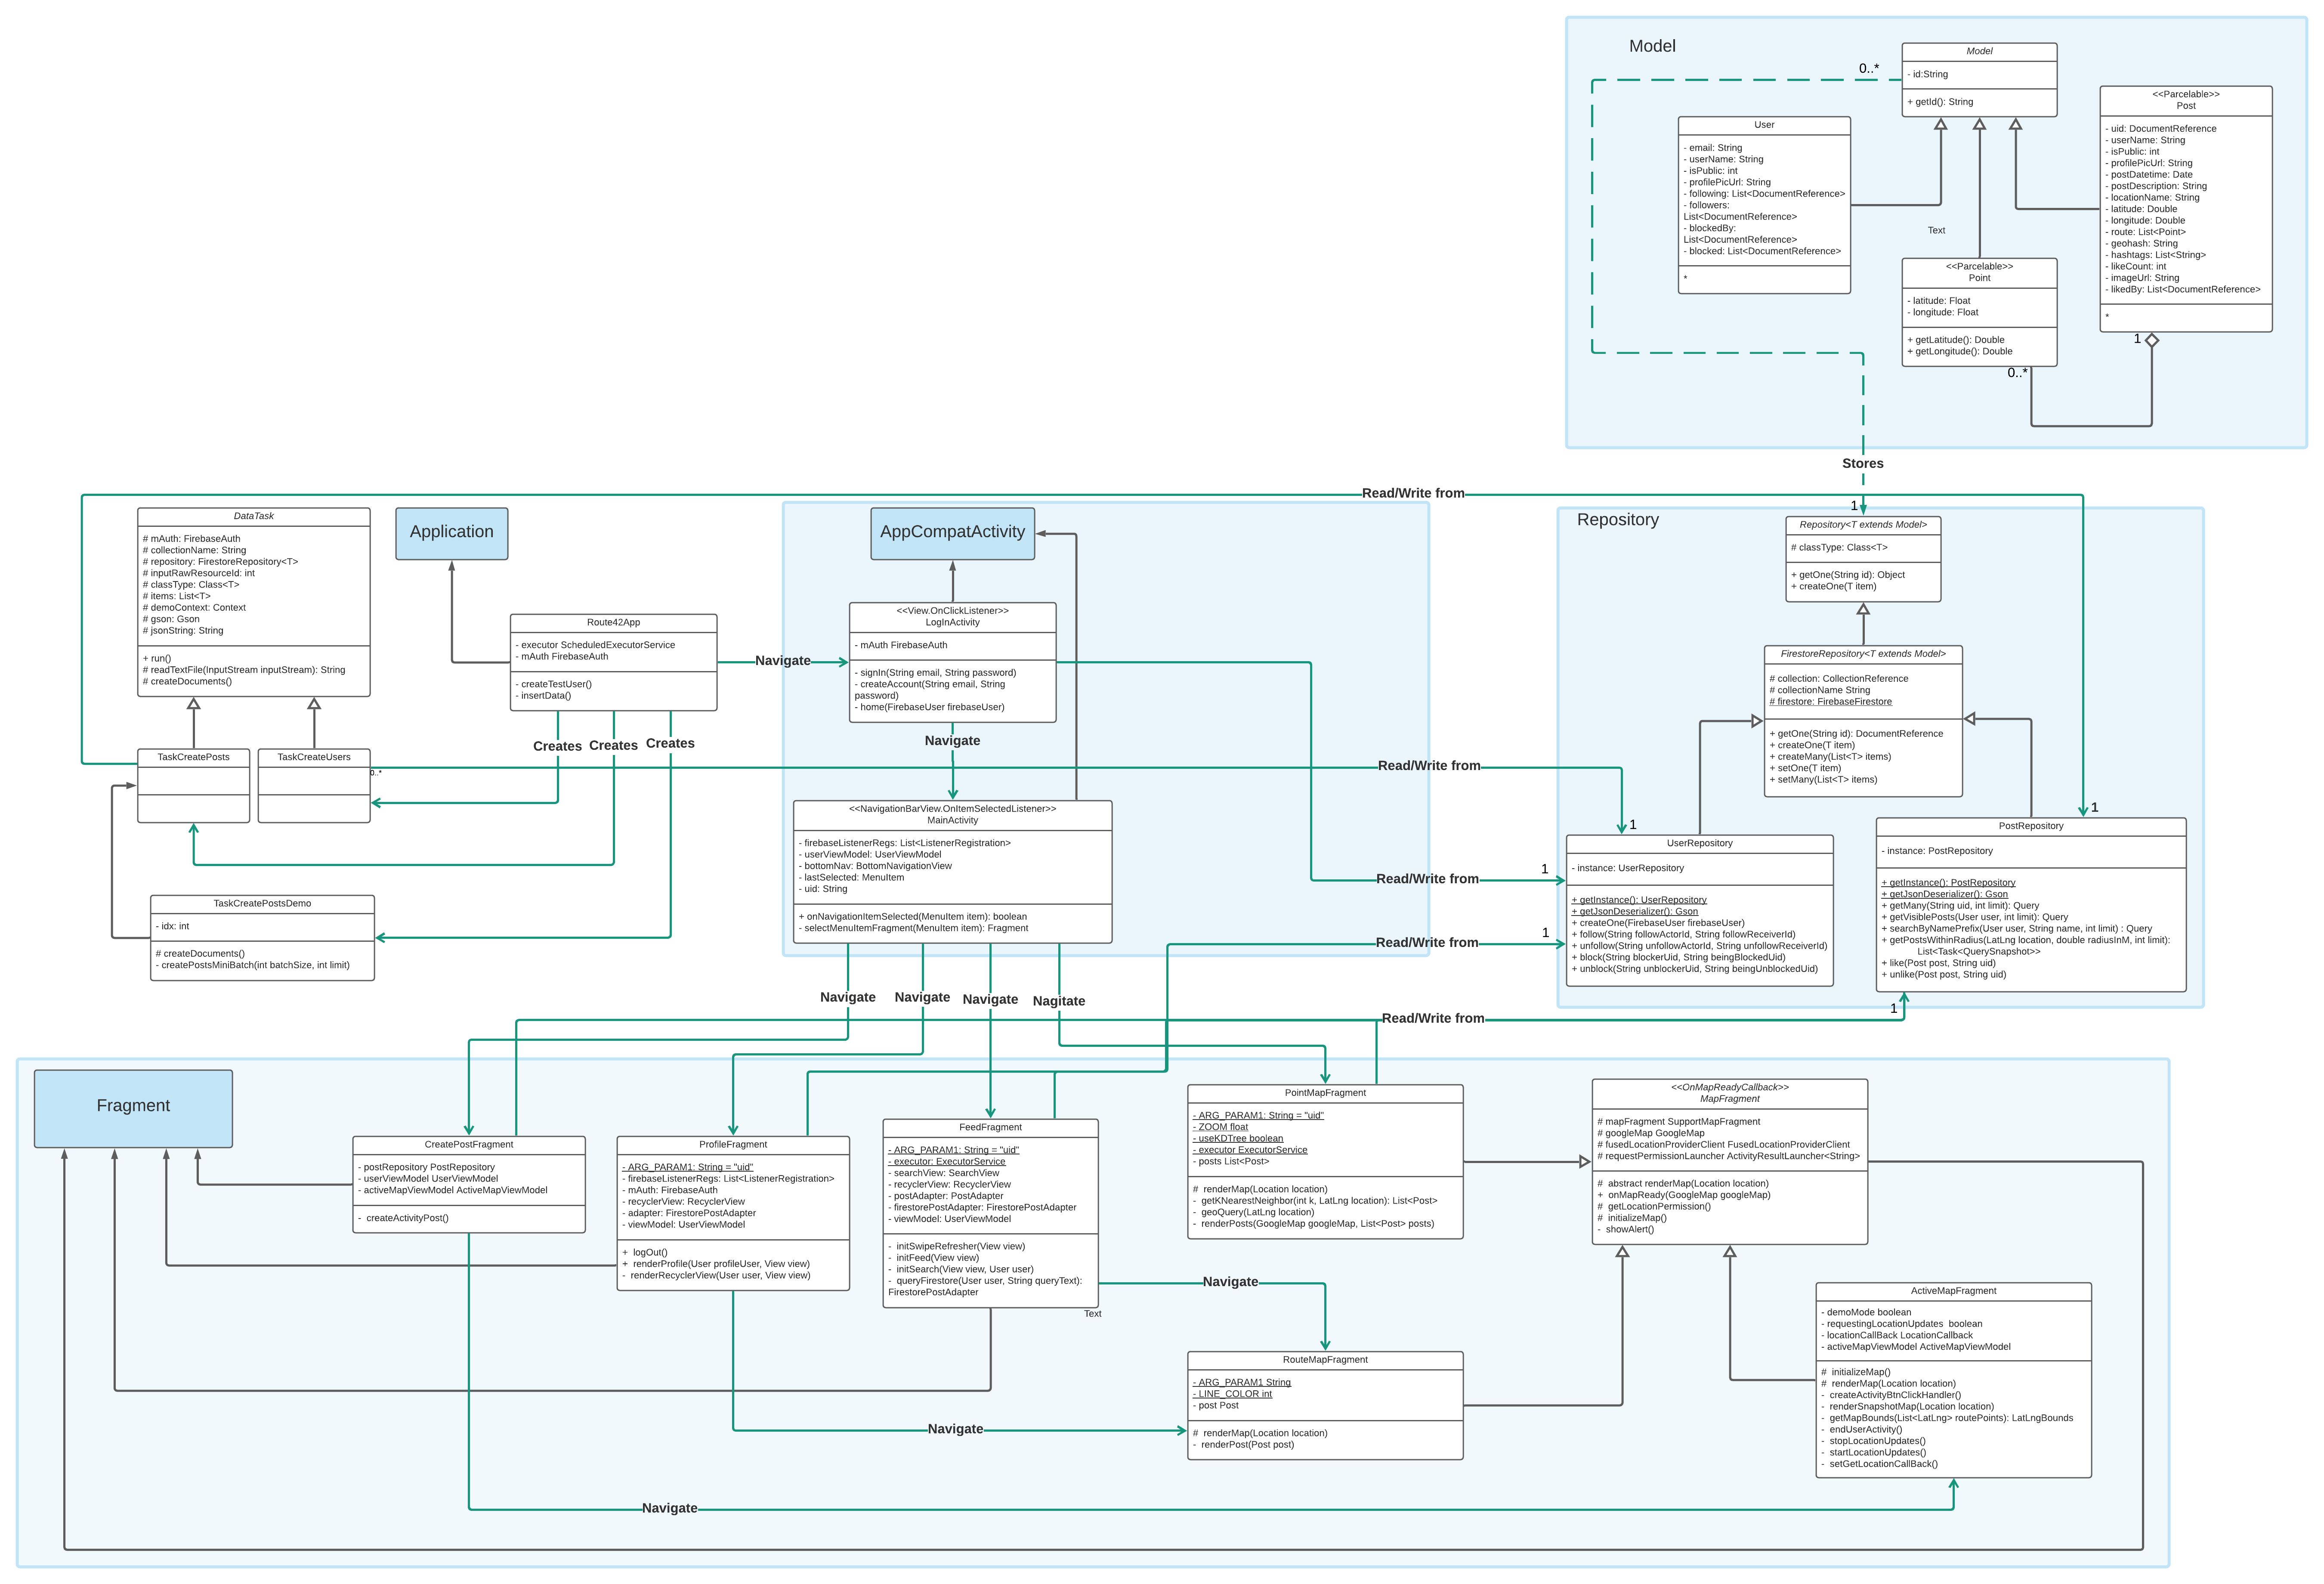 Model
0..*
Model
- id:String
+ getId(): String
<<Parcelable>>
Post
- uid: DocumentReference
- userName: String
- isPublic: int
- profilePicUrl: String
- postDatetime: Date
- postDescription: String
- locationName: String
- latitude: Double
- longitude: Double
- route: List<Point>
- geohash: String
- hashtags: List<String>
- likeCount: int
- imageUrl: String
- likedBy: List<DocumentReference>
*
User
- email: String
- userName: String
- isPublic: int
- profilePicUrl: String
- following: List<DocumentReference>
- followers:
List<DocumentReference>
- blockedBy:
List<DocumentReference>
- blocked: List<DocumentReference>
*
Text
<<Parcelable>>
Point
- latitude: Float
- longitude: Float
+ getLatitude(): Double
+ getLongitude(): Double
1
0..*
Stores
Read/Write from
1
DataTask
# mAuth: FirebaseAuth
# collectionName: String
# repository: FirestoreRepository<T>
# inputRawResourceId: int
# classType: Class<T>
# items: List<T>
# demoContext: Context
# gson: Gson
# jsonString: String
+ run()
# readTextFile(InputStream inputStream): String
# createDocuments()
Application
AppCompatActivity
Repository
Repository<T extends Model>
# classType: Class<T>
+ getOne(String id): Object
+ createOne(T item)
Route42App
- executor ScheduledExecutorService
- mAuth FirebaseAuth
- createTestUser()
- insertData()
Navigate
<<View.OnClickListener>>
LogInActivity
- mAuth FirebaseAuth
- signIn(String email, String password)
- createAccount(String email, String
password)
- home(FirebaseUser firebaseUser)
FirestoreRepository<T extends Model>
# collection: CollectionReference
# collectionName String
# firestore: FirebaseFirestore
+ getOne(String id): DocumentReference
+ createOne(T item)
+ createMany(List<T> items)
+ setOne(T item)
+ setMany(List<T> items)
Creates
Creates
Creates
Navigate
TaskCreatePosts
TaskCreateUsers
0..*
Read/Write from
1
1
<<NavigationBarView.OnItemSelectedListener>>
MainActivity
- firebaseListenerRegs: List<ListenerRegistration>
- userViewModel: UserViewModel
- bottomNav: BottomNavigationView
- lastSelected: MenuItem
- uid: String
+ onNavigationItemSelected(MenuItem item): boolean
- selectMenuItemFragment(MenuItem item): Fragment
Read/Write from
1
Read/Write from
1
UserRepository
- instance: UserRepository
+ getInstance(): UserRepository
+ getJsonDeserializer(): Gson
+ createOne(FirebaseUser firebaseUser)
+ follow(String followActorId, String followReceiverId)
+ unfollow(String unfollowActorId, String unfollowReceiverId)
+ block(String blockerUid, String beingBlockedUid)
+ unblock(String unblockerUid, String beingUnblockedUid)
PostRepository
- instance: PostRepository
+ getInstance(): PostRepository
+ getJsonDeserializer(): Gson
+ getMany(String uid, int limit): Query
+ getVisiblePosts(User user, int limit): Query
+ searchByNamePrefix(User user, String name, int limit) : Query
+ getPostsWithinRadius(LatLng location, double radiusInM, int limit):
List<Task<QuerySnapshot>>
+ like(Post post, String uid)
+ unlike(Post post, String uid)
TaskCreatePostsDemo
- idx: int
# createDocuments()
- createPostsMiniBatch(int batchSize, int limit)
Navigate
Navigate
Navigate
Nagitate
Read/Write from
1
Fragment
CreatePostFragment
- postRepository PostRepository
- userViewModel UserViewModel
- activeMapViewModel ActiveMapViewModel
- createActivityPost()
ProfileFragment
- ARG_PARAM1: String = "uid"
- firebaseListenerRegs: List<ListenerRegistration>
- mAuth: FirebaseAuth
- recyclerView: RecyclerView
- adapter: FirestorePostAdapter
- viewModel: UserViewModel
+ logOut()
+ renderProfile(User profileUser, View view)
- renderRecyclerView(User user, View view)
FeedFragment
- ARG_PARAM1: String = "uid"
- executor: ExecutorService
- searchView: SearchView
- recyclerView: RecyclerView
- postAdapter: PostAdapter
- firestorePostAdapter: FirestorePostAdapter
- viewModel: UserViewModel
- initSwipeRefresher(View view)
- initFeed(View view)
- initSearch(View view, User user)
- queryFirestore(User user, String queryText):
FirestorePostAdapter
Text
PointMapFragment
- ARG_PARAM1: String = "uid"
- ZOOM float
- useKDTree boolean
- executor ExecutorService
- posts List<Post>
# renderMap(Location location)
- getKNearestNeighbor(int k, LatLng location): List<Post>
- geoQuery(LatLng location)
- renderPosts(GoogleMap googleMap, List<Post> posts)
<<OnMapReadyCallback>>
MapFragment
# mapFragment SupportMapFragment
# googleMap GoogleMap
# fusedLocationProviderClient FusedLocationProviderClient
# requestPermissionLauncher ActivityResultLauncher<String>
# abstract renderMap(Location location)
+ onMapReady(GoogleMap googleMap)
# getLocationPermission()
# initializeMap()
- showAlert()
Navigate
RouteMapFragment
- ARG_PARAM1 String
- LINE_COLOR int
- post Post
# renderMap(Location location)
- renderPost(Post post)
ActiveMapFragment
- demoMode boolean
- requestingLocationUpdates boolean
- locationCallBack LocationCallback
- activeMapViewModel ActiveMapViewModel
# initializeMap()
# renderMap(Location location)
- createActivityBtnClickHandler()
- renderSnapshotMap(Location location)
- getMapBounds(List<LatLng> routePoints): LatLngBounds
- endUserActivity()
- stopLocationUpdates()
- startLocationUpdates()
- setGetLocationCallBack()
Navigate
Navigate